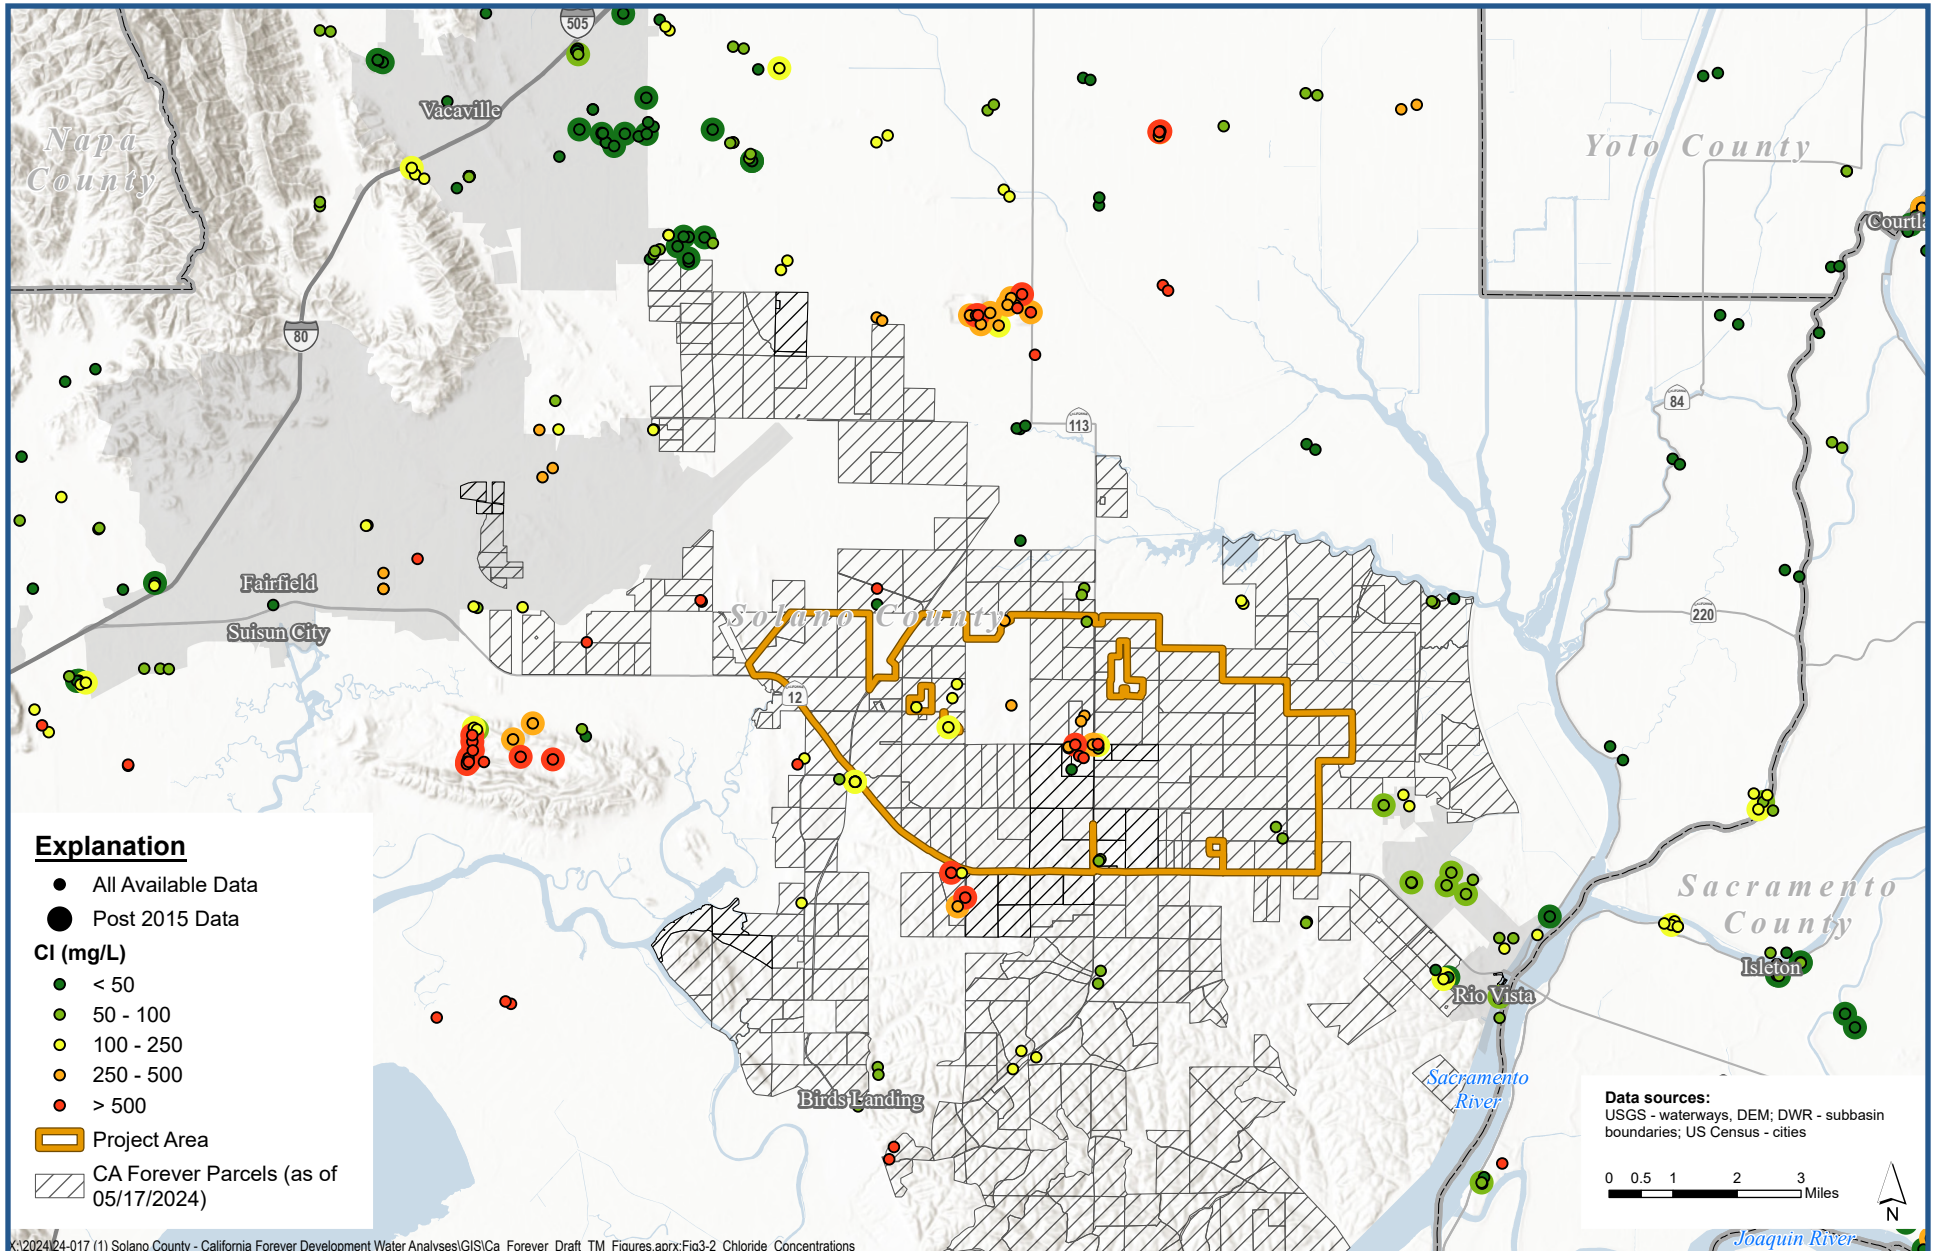 505
Vacaville
Napa
County
Yolo County
Courtla
80
113
84
Fairfield
Suisun City
Solano County
220
12
Explanation
All Available Data
Post 2015 Data
Cl (mg/L)
< 50
50 - 100
100 - 250
250 - 500
> 500
Project Area
CA Forever Parcels (as of
05/17/2024)
Sacramento
County
Isleton
Rio Vista
Sacramento
River
Birds Landing
Data sources:
USGS - waterways, DEM; DWR - subbasin
boundaries; US Census - cities
0 0.5 1 2 3
Miles
N
Joaquin River
X:\2024\24-017 (1) Solano County - California Forever Development Water Analyses\GIS\Ca_Forever_Draft_TM_Figures.aprx;Fig3-2_Chloride_Concentrations